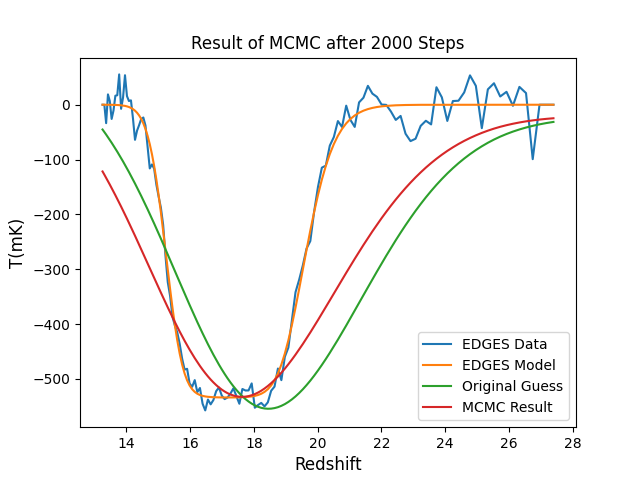 Result of MCMC after 2000 Steps
T(mK)
0
−100
−200
−300
−400
−500
14 16 18 20 22 24 26 28
Redshift
EDGES Data
EDGES Model
Original Guess
MCMC Result